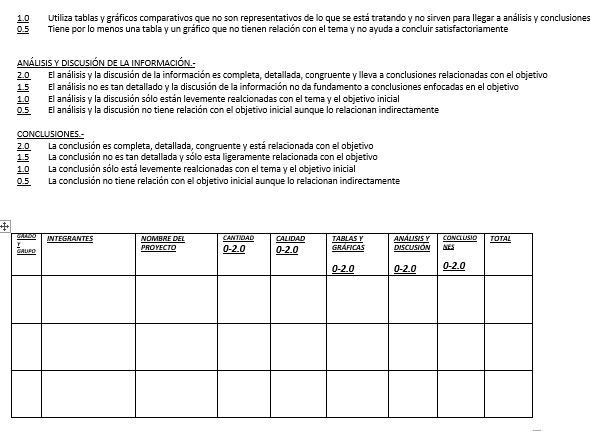 1.0 Utiliza tablas y gráficos comparativos que no son representativos de lo que se está tratando y no sirven para llegar a análisis y conclusiones
0.5 Tiene por lo menos una tabla y un gráfico que no tienen relación con el tema y no ayuda a concluir satisfactoriamente
ANÁLISIS Y DISCUSIÓN DE LA INFORMACIÓN.-
2.0 El análisis y la discusión de la información es completa, detallada, congruente y lleva a conclusiones relacionadas con el objetivo
1.5 El análisis no es tan detallado y la discusión de la información no da fundamento a conclusiones enfocadas en el objetivo
1.0 El análisis y la discusión sólo están levemente realcionadas con el tema y el objetivo inicial
0.5 El análisis y la discusión no tiene relación con el objetivo inicial aunque lo relacionan indirectamente
CONCLUSIONES.-
2.0 La conclusión es completa, detallada, congruente y está relacionada con el objetivo
1.5 La conclusión no es tan detallada y sólo esta ligeramente relacionada con el objetivo
1.0 La conclusión sólo está levemente realcionadas con el tema y el objetivo inicial
0.5 La conclusión no tiene relación con el objetivo inicial aunque lo relacionan indirectamente
GRADO Y GRUPO
INTEGRANTES
NOMBRE DEL PROYECTO
CANTIDAD 0-2.0
CALIDAD 0-2.0
TABLAS Y GRÁFICAS 0-2.0
ANÁLISIS Y DISCUSIÓN 0-2.0
CONCLUSIO NES 0-2.0
TOTAL